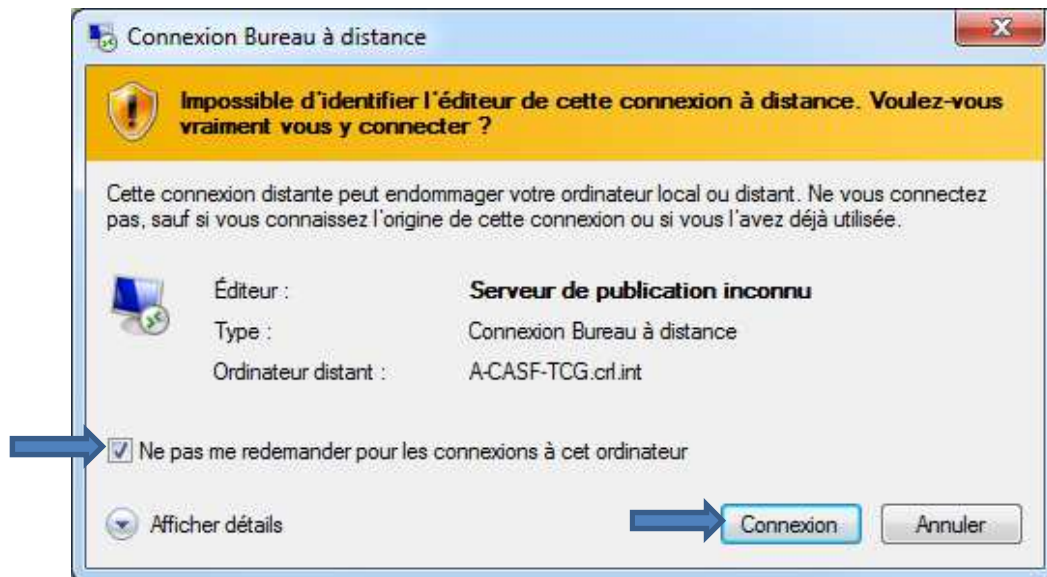 Connexion Bureau à distance
Impossible d'identifier l'éditeur de cette connexion à distance. Voulez-vous
vraiment vous y connecter ?
Cette connexion distante peut endommager votre ordinateur local ou distant. Ne vous connectez
pas, sauf si vous connaissez l'origine de cette connexion ou si vous l'avez déjà utilisée.
Éditeur : Serveur de publication inconnu
Type : Connexion Bureau à distance
Ordinateur distant : A-CASF-TCG.crl.int
Ne pas me redemander pour les connexions à cet ordinateur
Afficher détails Connexion Annuler